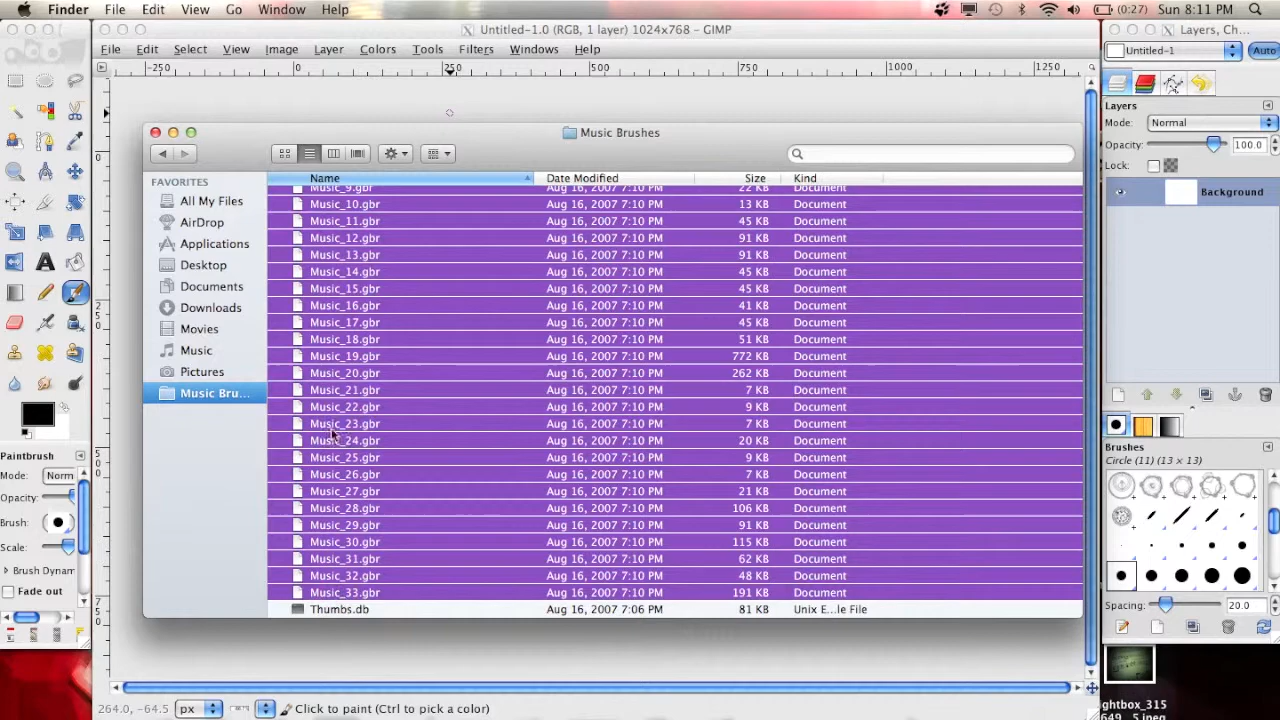 Finder File Edit View Go Window Help (0:27) Sun 8:11 PM
Untitled-1.0 (RGB, 1 layer) 1024x768 – GIMP
Layers, Ch...
File Edit Select View Image Layer Colors Tools Filters Windows Help
Untitled-1 Auto
-250 0 250 500 750 1000 1250
Layers
Mode: Normal
Opacity: 100.0
Lock:
Background
Music Brushes
FAVORITES
All My Files
AirDrop
Applications
Desktop
Documents
Downloads
Movies
Music
Pictures
Music Bru...
Name Date Modified Size Kind
Music_9.gbr Aug 16, 2007 7:10 PM 22 KB Document
Music_10.gbr Aug 16, 2007 7:10 PM 13 KB Document
Music_11.gbr Aug 16, 2007 7:10 PM 45 KB Document
Music_12.gbr Aug 16, 2007 7:10 PM 91 KB Document
Music_13.gbr Aug 16, 2007 7:10 PM 91 KB Document
Music_14.gbr Aug 16, 2007 7:10 PM 45 KB Document
Music_15.gbr Aug 16, 2007 7:10 PM 45 KB Document
Music_16.gbr Aug 16, 2007 7:10 PM 41 KB Document
Music_17.gbr Aug 16, 2007 7:10 PM 45 KB Document
Music_18.gbr Aug 16, 2007 7:10 PM 51 KB Document
Music_19.gbr Aug 16, 2007 7:10 PM 772 KB Document
Music_20.gbr Aug 16, 2007 7:10 PM 262 KB Document
Music_21.gbr Aug 16, 2007 7:10 PM 7 KB Document
Music_22.gbr Aug 16, 2007 7:10 PM 9 KB Document
Music_23.gbr Aug 16, 2007 7:10 PM 7 KB Document
Music_24.gbr Aug 16, 2007 7:10 PM 20 KB Document
Music_25.gbr Aug 16, 2007 7:10 PM 9 KB Document
Music_26.gbr Aug 16, 2007 7:10 PM 7 KB Document
Music_27.gbr Aug 16, 2007 7:10 PM 21 KB Document
Music_28.gbr Aug 16, 2007 7:10 PM 106 KB Document
Music_29.gbr Aug 16, 2007 7:10 PM 91 KB Document
Music_30.gbr Aug 16, 2007 7:10 PM 115 KB Document
Music_31.gbr Aug 16, 2007 7:10 PM 62 KB Document
Music_32.gbr Aug 16, 2007 7:10 PM 48 KB Document
Music_33.gbr Aug 16, 2007 7:10 PM 191 KB Document
Thumbs.db Aug 16, 2007 7:06 PM 81 KB Unix E...le File
Paintbrush
Mode: Norm
Opacity:
Brush:
Scale:
Brush Dynam
Fade out
Brushes
Circle (11) (13 × 13)
Spacing: 20.0
264.0, -64.5 px Click to paint (Ctrl to pick a color)
ghtbox_315